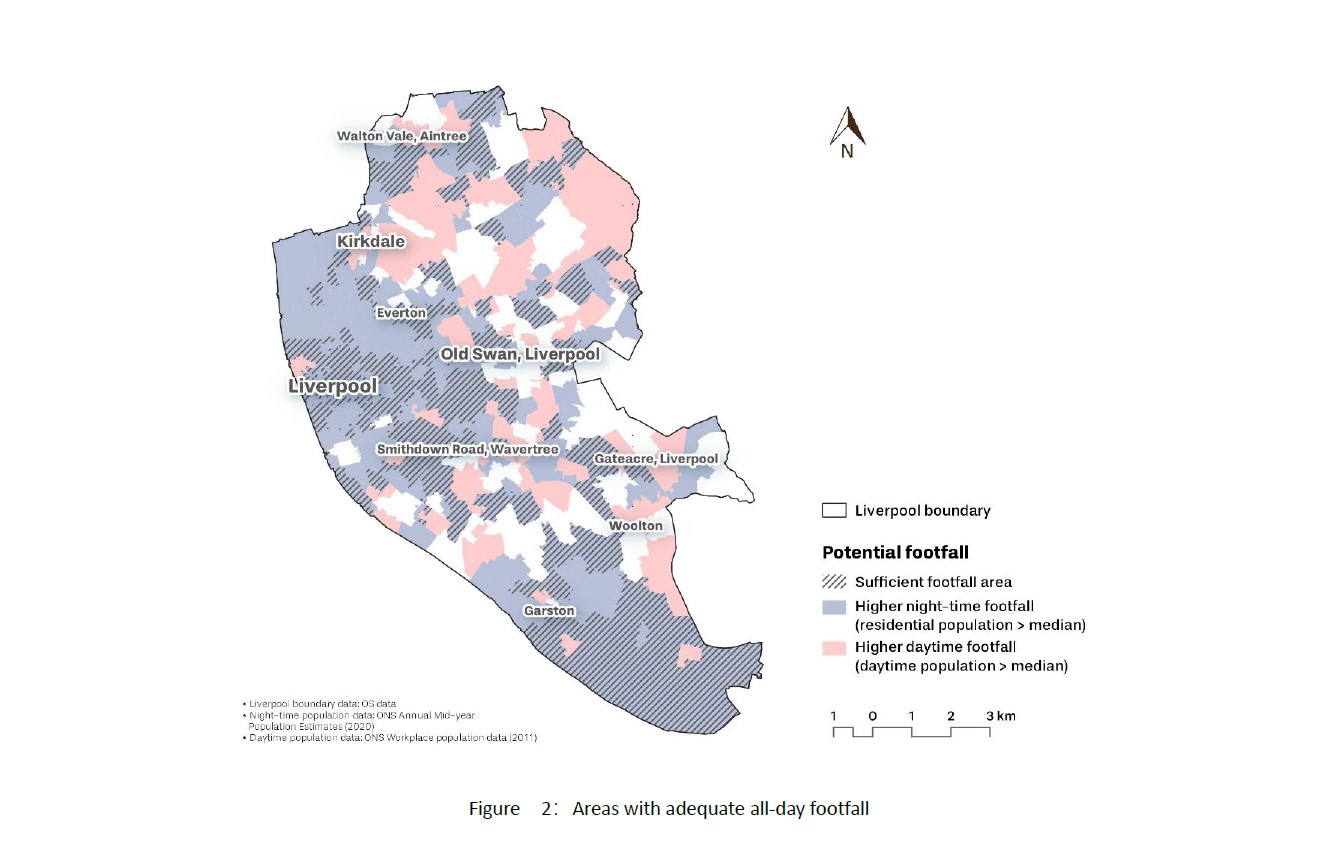 Walton Vale, Aintree
Kirkdale
Everton
Old Swan, Liverpool
Liverpool
Smithdown Road, Wavertree
Gateacre, Liverpool
Woolton
Garston
N
Liverpool boundary
Potential footfall
Sufficient footfall area
Higher night-time footfall
(residential population > median)
Higher daytime footfall
(daytime population > median)
1 0 1 2 3 km
• Liverpool boundary data: OS data
• Night-time population data: ONS Annual Mid-year
Population Estimates (2020)
• Daytime population data: ONS Workplace population data (2011)
Figure 2: Areas with adequate all-day footfall